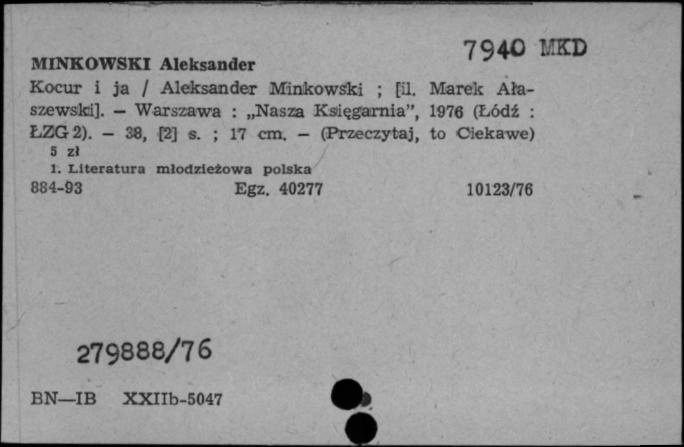 7940 MKD
MINKOWSKI Aleksander
Kocur i ja / Aleksander Minkowski ; [il. Marek Ała-
szewski]. — Warszawa : „Nasza Księgarnia”, 1976 (Łódź :
ŁZG 2). — 38, [2] s. ; 17 cm. — (Przeczytaj, to Ciekawe)
5 zł
1. Literatura młodzieżowa polska
884-93 Egz. 40277 10123/76
279888/76
BN—IB XXIIb-5047